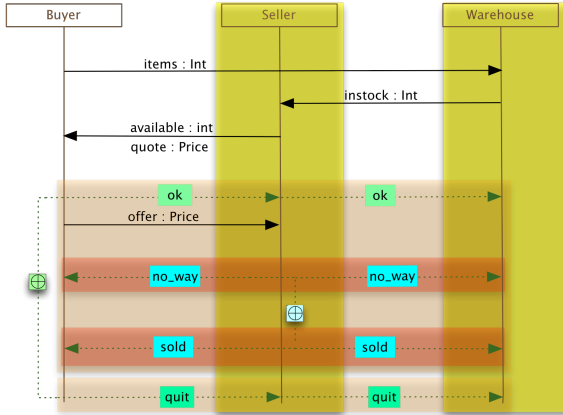 Buyer
Seller
Warehouse
items : Int
instock : Int
available : int
quote : Price
ok
ok
offer : Price
no_way
no_way
sold
sold
quit
quit